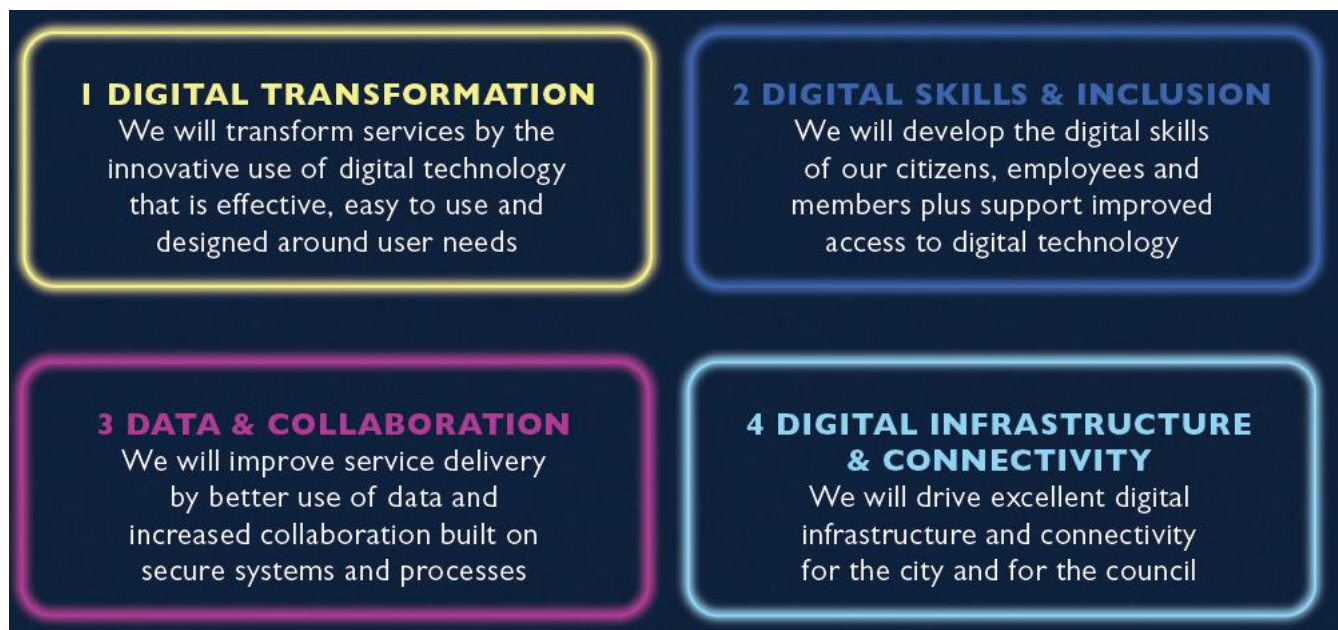 1 DIGITAL TRANSFORMATION
We will transform services by the
innovative use of digital technology
that is effective, easy to use and
designed around user needs
2 DIGITAL SKILLS & INCLUSION
We will develop the digital skills
of our citizens, employees and
members plus support improved
access to digital technology
3 DATA & COLLABORATION
We will improve service delivery
by better use of data and
increased collaboration built on
secure systems and processes
4 DIGITAL INFRASTRUCTURE
& CONNECTIVITY
We will drive excellent digital
infrastructure and connectivity
for the city and for the council